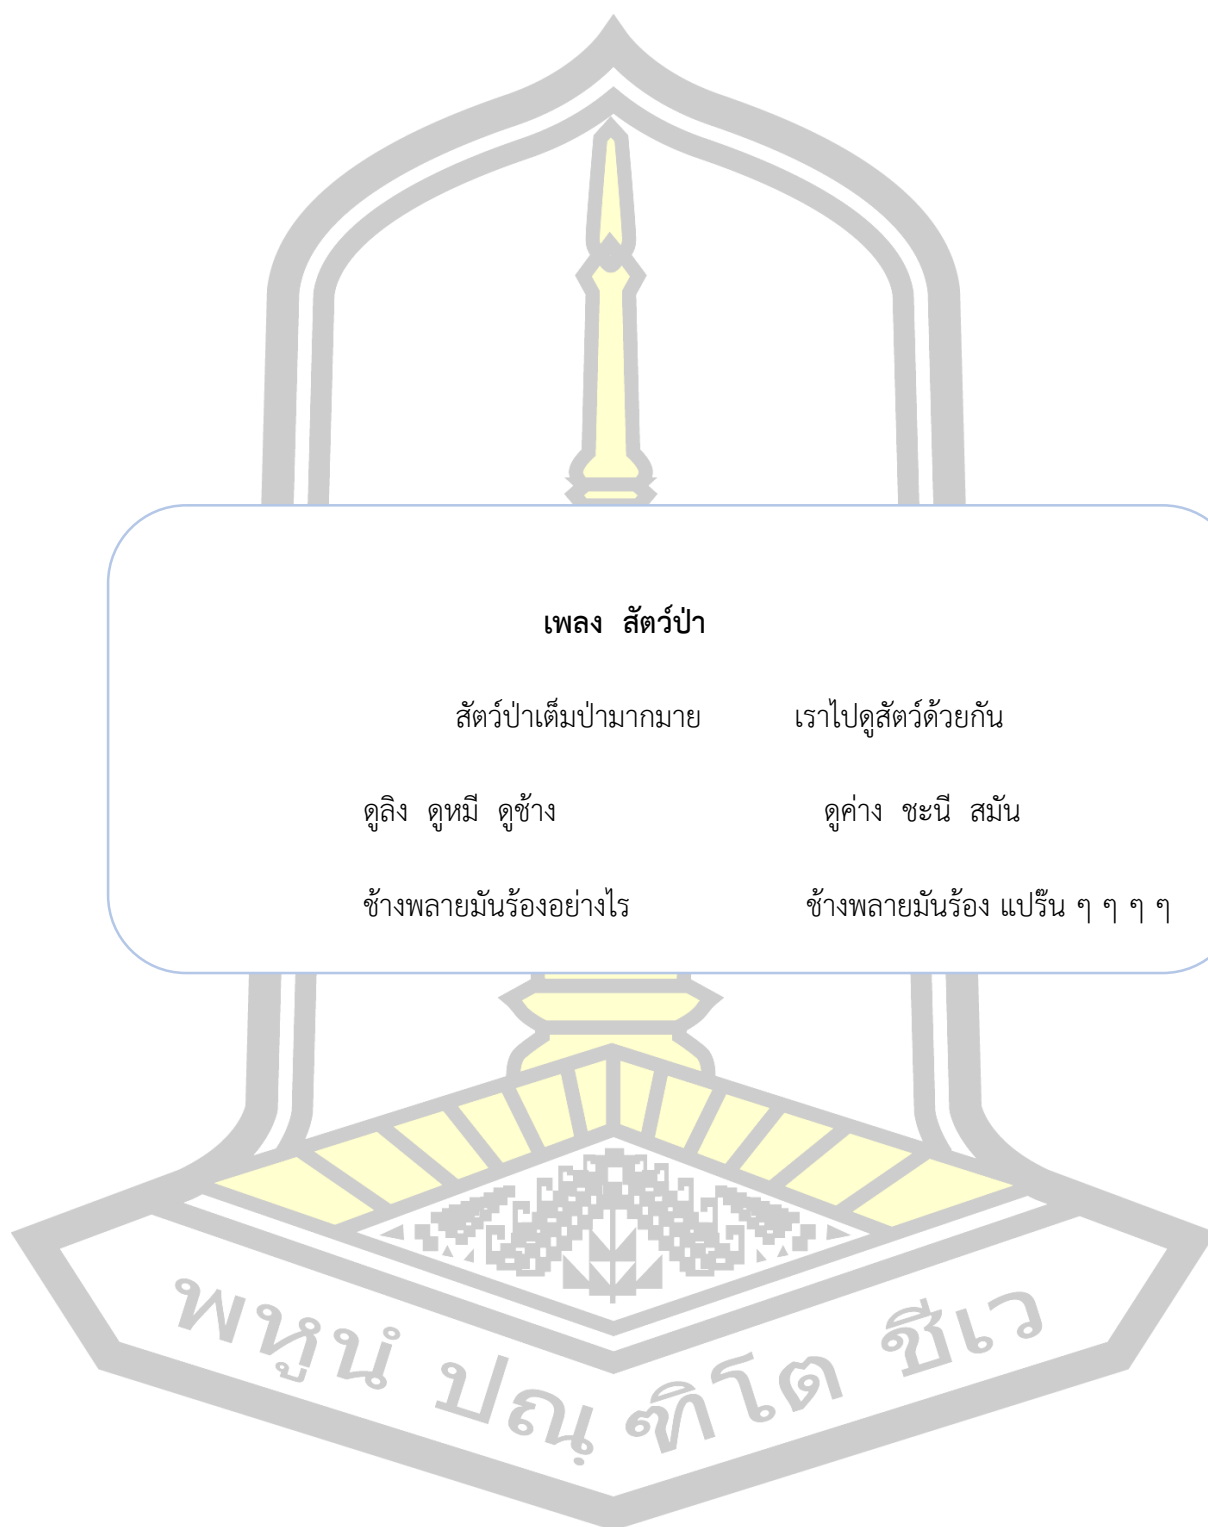 เพลง สัตว์ป่า
สัตว์ป่าเต็มป่ามากมาย เราไปดูสัตว์ด้วยกัน
ดูลิง ดูหมี ดูช้าง ดูค่าง ชะนี สมัน
ช้างพลายมันร้องอย่างไร ช้างพลายมันร้อง แปร๊น ๆ ๆ ๆ ๆ
พหูนํ ปณฺฑิโต ชีเว